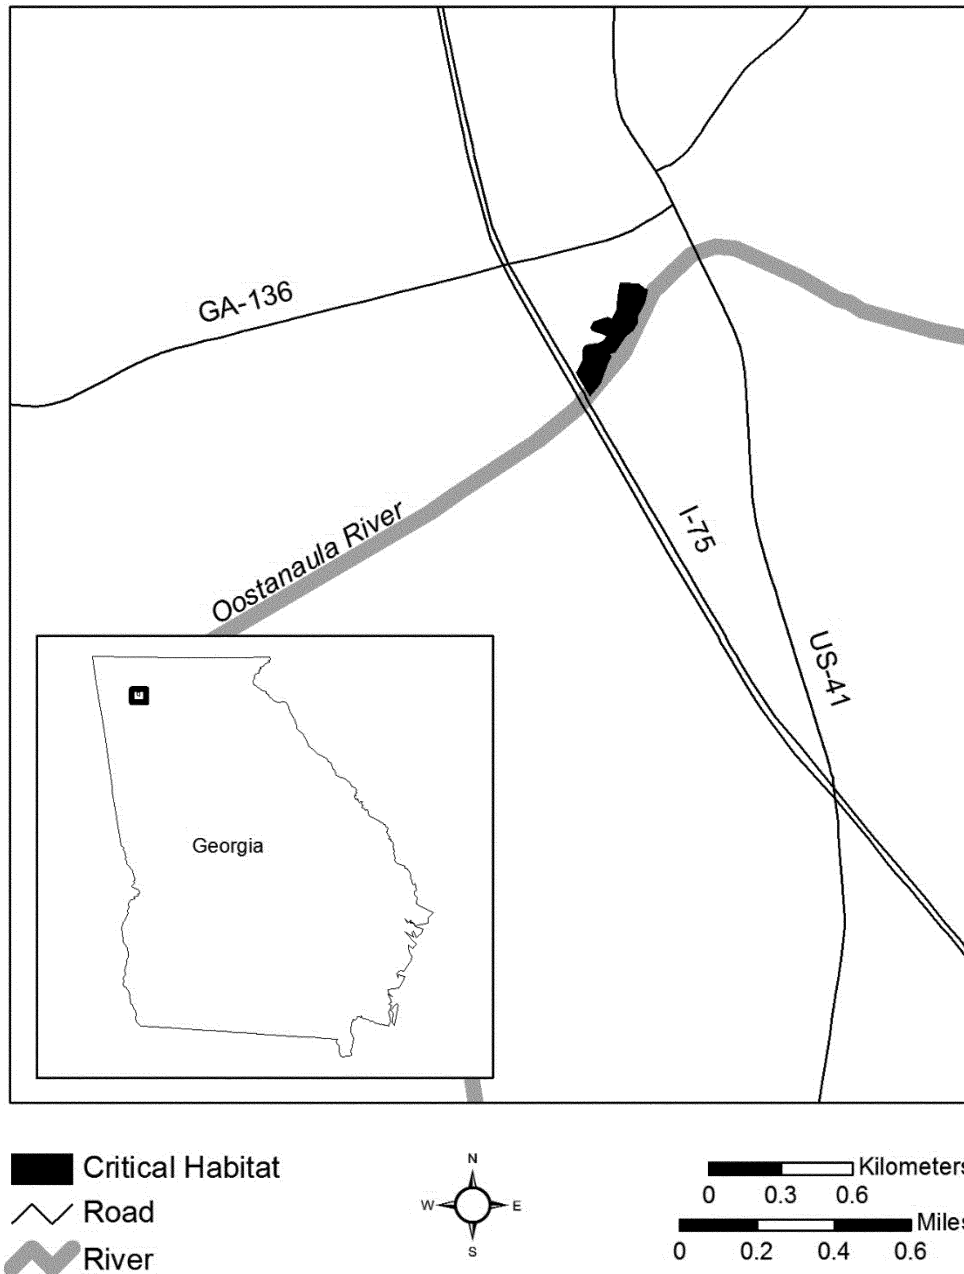 GA-136
Oostanaula River
I-75
US-41
Georgia
Critical Habitat
Road
River
N
W
E
S
Kilometers
0 0.3 0.6
Miles
0 0.2 0.4 0.6